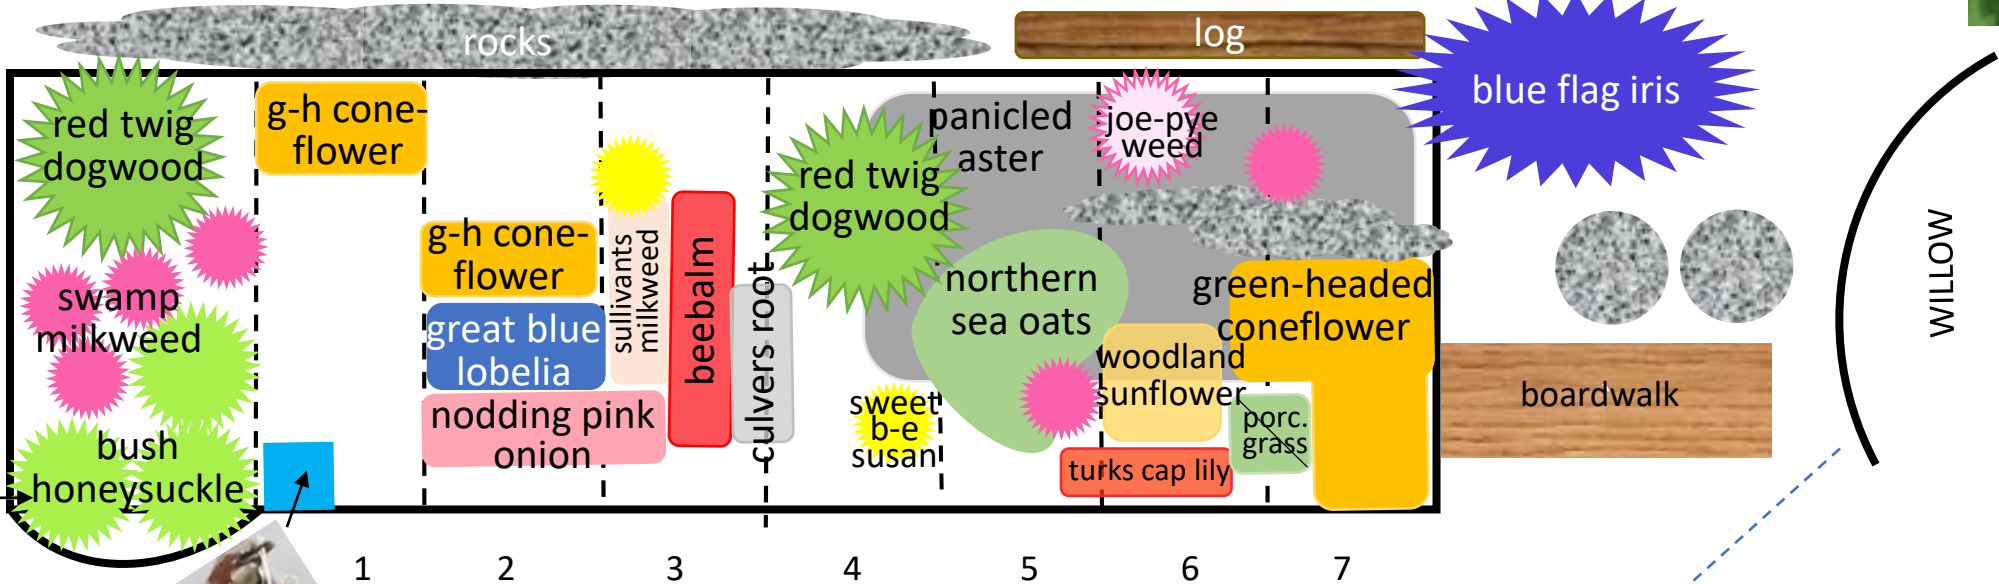 rocks
log
blue flag iris
red twig
dogwood
g-h cone-
flower
panicled
aster
joe-pye
weed
red twig
dogwood
g-h cone-
flower
sullivants
milkweed
beebalm
culvers root
northern
sea oats
green-headed
coneflower
WILLOW
swamp
milkweed
great blue
lobelia
woodland
sunflower
boardwalk
nodding pink
onion
sweet
b-e
susan
porc.
grass
bush
honeysuckle
turks cap lily
1
2
3
4
5
6
7